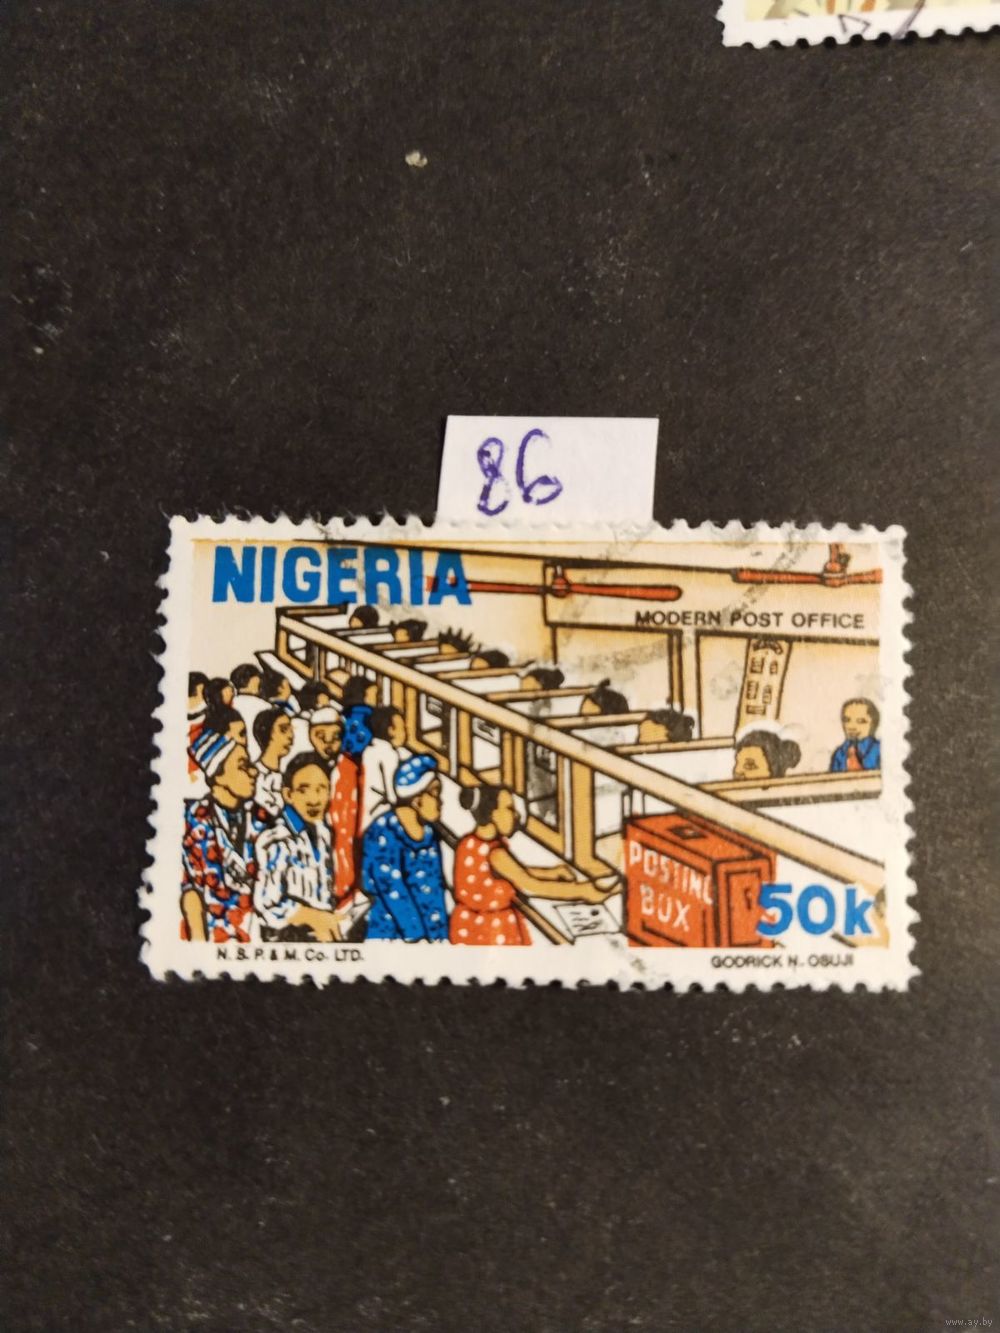 86
NIGERIA
MODERN POST OFFICE
POSTING
BOX
50k
N. S. P. & M. Co. LTD.
GODRICK N. OSUJI
www.ay.by